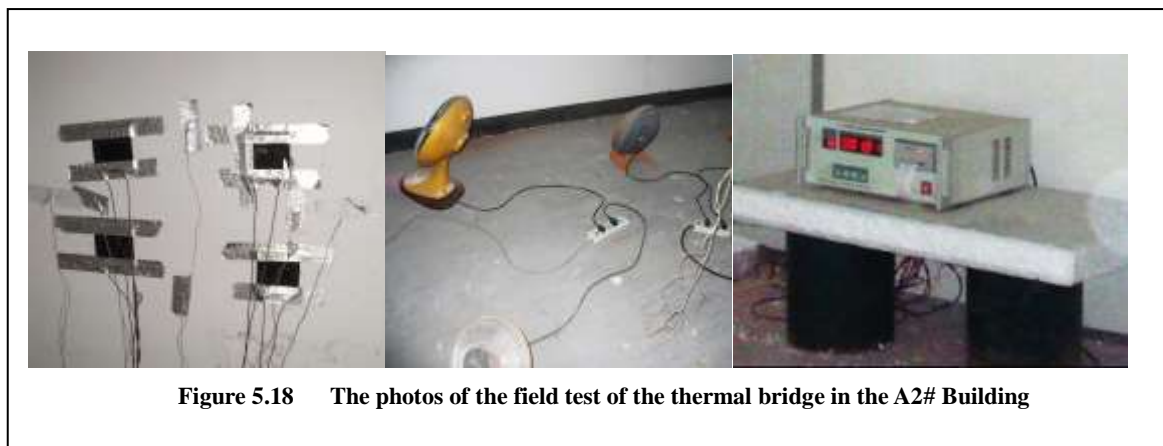 Figure 5.18 The photos of the field test of the thermal bridge in the A2# Building